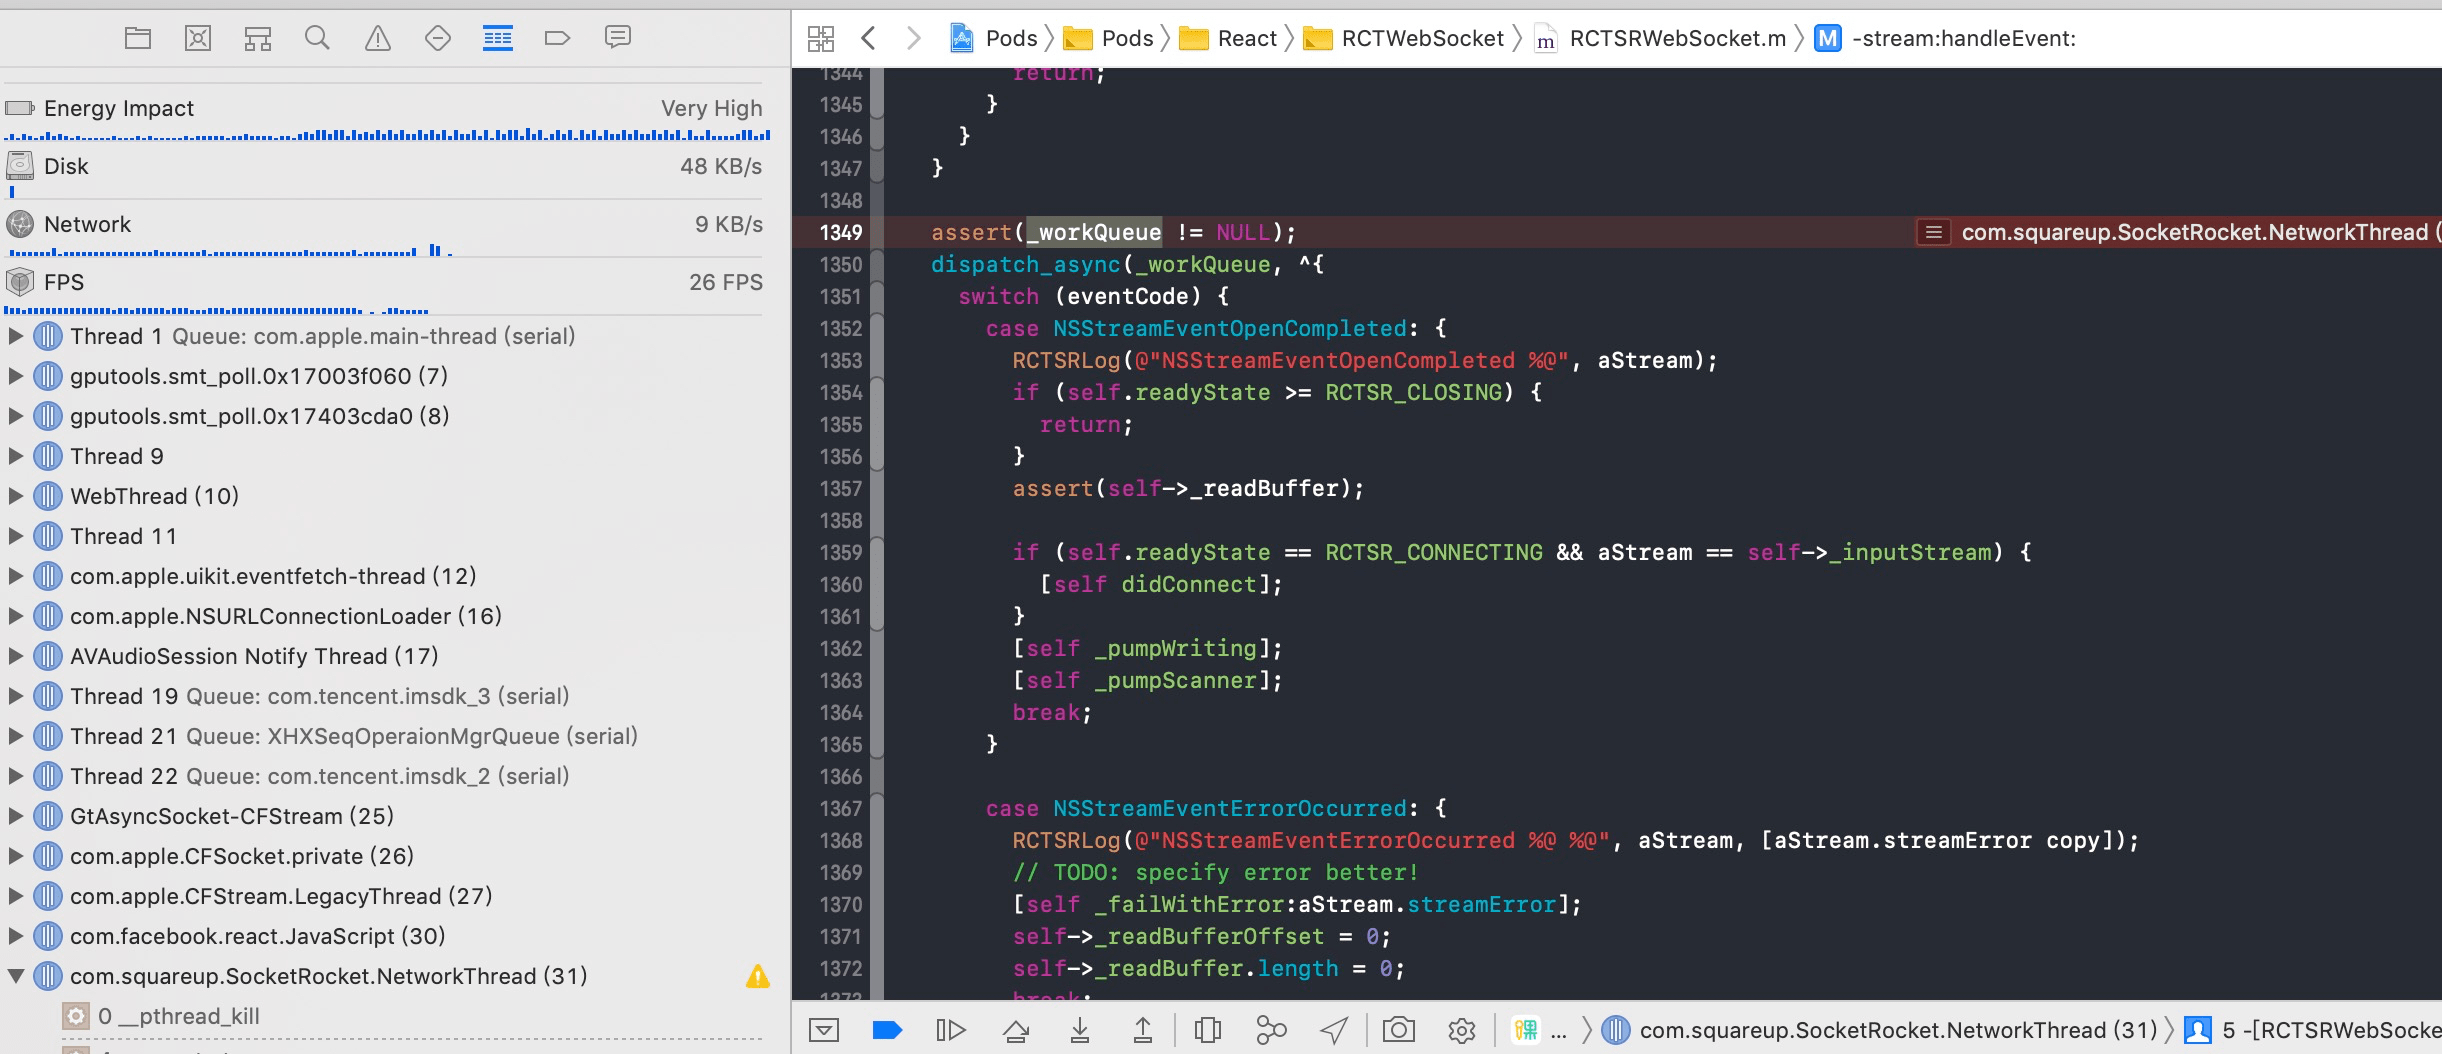 Pods Pods React RCTWebSocket m RCTSRWebSocket.m M -stream:handleEvent:
Energy Impact Very High
Disk 48 KB/s
Network 9 KB/s
FPS 26 FPS
Thread 1 Queue: com.apple.main-thread (serial)
gputools.smt_poll.0x17003f060 (7)
gputools.smt_poll.0x17403cda0 (8)
Thread 9
WebThread (10)
Thread 11
com.apple.uikit.eventfetch-thread (12)
com.apple.NSURLConnectionLoader (16)
AVAudioSession Notify Thread (17)
Thread 19 Queue: com.tencent.imsdk_3 (serial)
Thread 21 Queue: XHXSeqOperaionMgrQueue (serial)
Thread 22 Queue: com.tencent.imsdk_2 (serial)
GtAsyncSocket-CFStream (25)
com.apple.CFSocket.private (26)
com.apple.CFStream.LegacyThread (27)
com.facebook.react.JavaScript (30)
com.squareup.SocketRocket.NetworkThread (31)
0 __pthread_kill
1344 return;
1345 }
1346 }
1347 }
1348
1349 assert(_workQueue != NULL); com.squareup.SocketRocket.NetworkThread (
1350 dispatch_async(_workQueue, ^{
1351 switch (eventCode) {
1352 case NSStreamEventOpenCompleted: {
1353 RCTSRLog(@"NSStreamEventOpenCompleted %@", aStream);
1354 if (self.readyState >= RCTSR_CLOSING) {
1355 return;
1356 }
1357 assert(self->_readBuffer);
1358
1359 if (self.readyState == RCTSR_CONNECTING && aStream == self->_inputStream) {
1360 [self didConnect];
1361 }
1362 [self _pumpWriting];
1363 [self _pumpScanner];
1364 break;
1365 }
1366
1367 case NSStreamEventErrorOccurred: {
1368 RCTSRLog(@"NSStreamEventErrorOccurred %@ %@", aStream, [aStream.streamError copy]);
1369 // TODO: specify error better!
1370 [self _failWithError:aStream.streamError];
1371 self->_readBufferOffset = 0;
1372 self->_readBuffer.length = 0;
1373 break;
... com.squareup.SocketRocket.NetworkThread (31) 5 -[RCTSRWebSocke